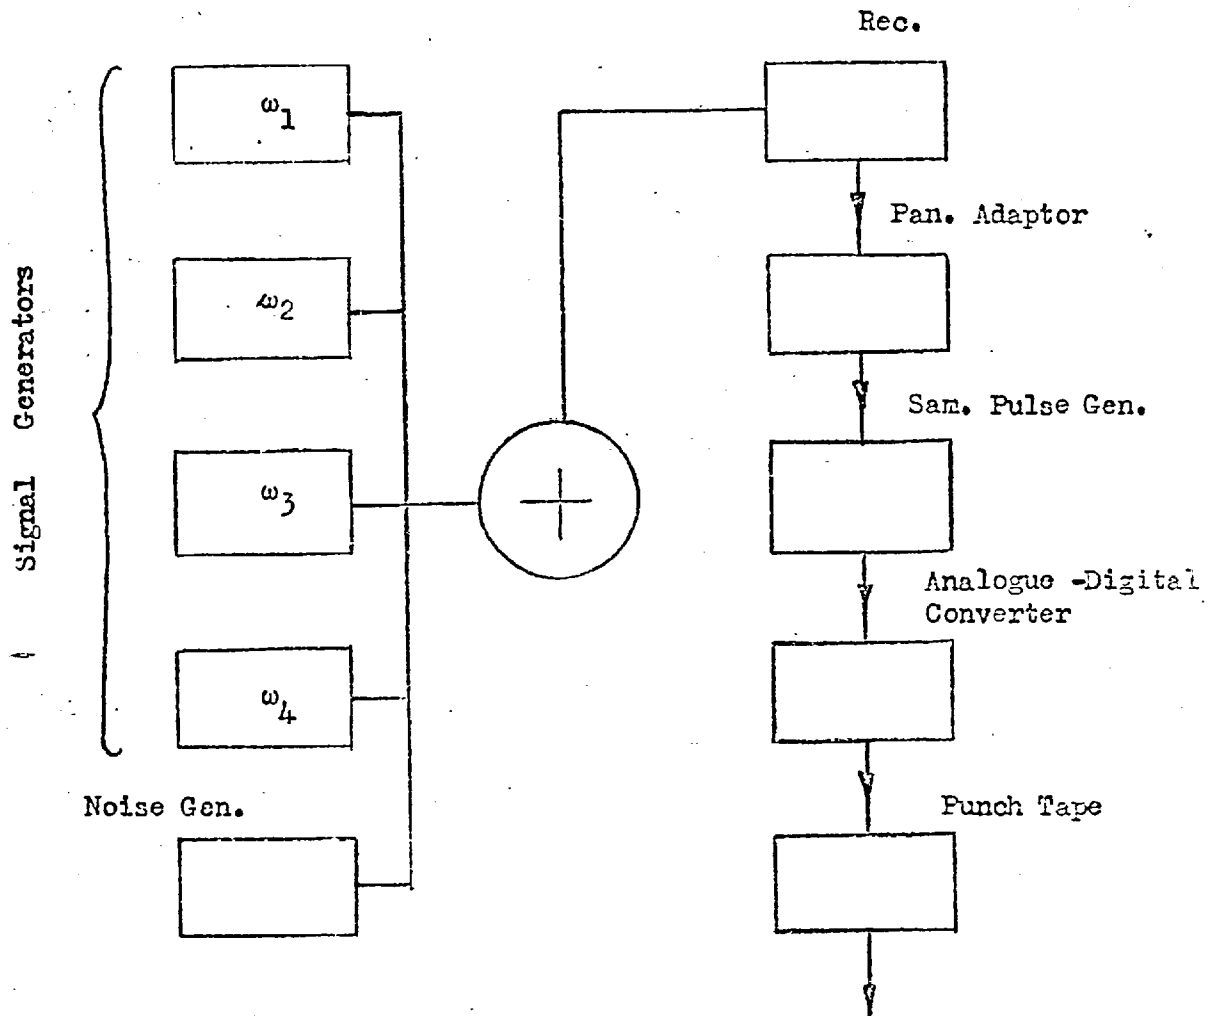 Rec.
ω1
Pan. Adaptor
ω2
Sam. Pulse Gen.
Signal Generators
ω3
Analogue -Digital
Converter
ω4
Noise Gen.
Punch Tape